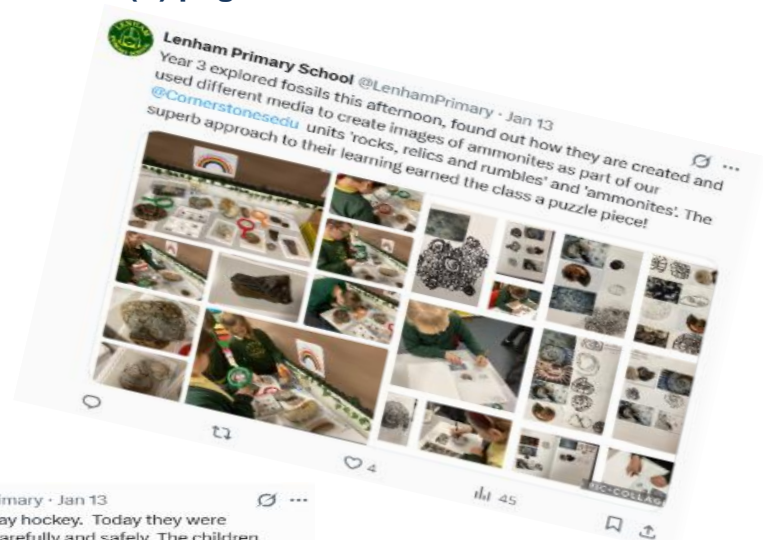 Lenham Primary School @LenhamPrimary · Jan 13
Year 3 explored fossils this afternoon, found out how they are created and
used different media to create images of ammonites as part of our
@Cornerstonesedu units 'rocks, relics and rumbles' and 'ammonites'. The
superb approach to their learning earned the class a puzzle piece!
4
45
imary · Jan 13
ay hockey. Today they were
arefully and safely. The children